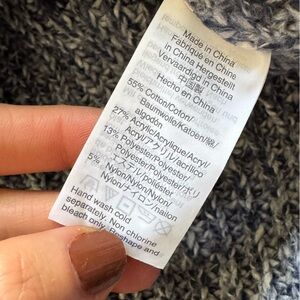 Made in China
Fabriqué en Chine
in China Hergestellt
Vervaardigd in China
中国製
Hecho en China
55% Cotton/Coton/
Baumwolle/Katoen/綿/
algodón
27% Acrylic/Acrylique/Acryl/
Acryl/アクリル/acrílico
13% Polyester/Polyester/
Polyester/Polyester/ポリ
エステル/poliéster
5% Nylon/Nylon/Nylon/
Nylon/ナイロン/nailon
Hand wash cold
separately. Non chlorine
bleach only. Reshape and